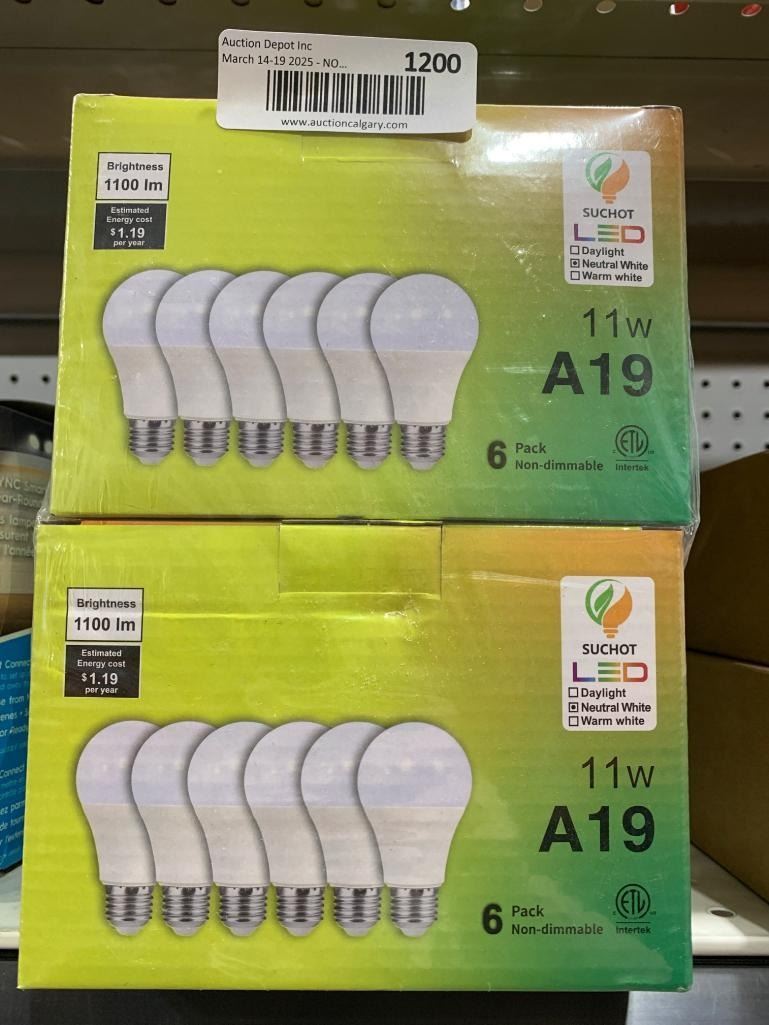 Auction Depot Inc
March 14-19 2025 - NO...
1200
www.auctioncalgary.com
Brightness
1100 lm
Estimated
Energy cost
$1.19
per year
SUCHOT
LED
Daylight
Neutral White
Warm white
11w
A19
6 Pack
Non-dimmable
ETL
Intertek
Brightness
1100 lm
Estimated
Energy cost
$1.19
per year
SUCHOT
LED
Daylight
Neutral White
Warm white
11w
A19
6 Pack
Non-dimmable
ETL
Intertek